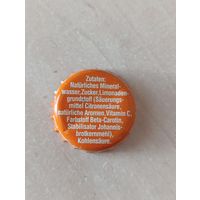 Zutaten:
Natürliches Mineral-
wasser, Zucker, Limonaden-
grundstoff (Säuerungs-
mittel Citronensäure,
natürliche Aromen, Vitamin C,
Farbstoff Beta-Carotin,
Stabilisator Johannis-
brotkernmehl),
Kohlensäure.